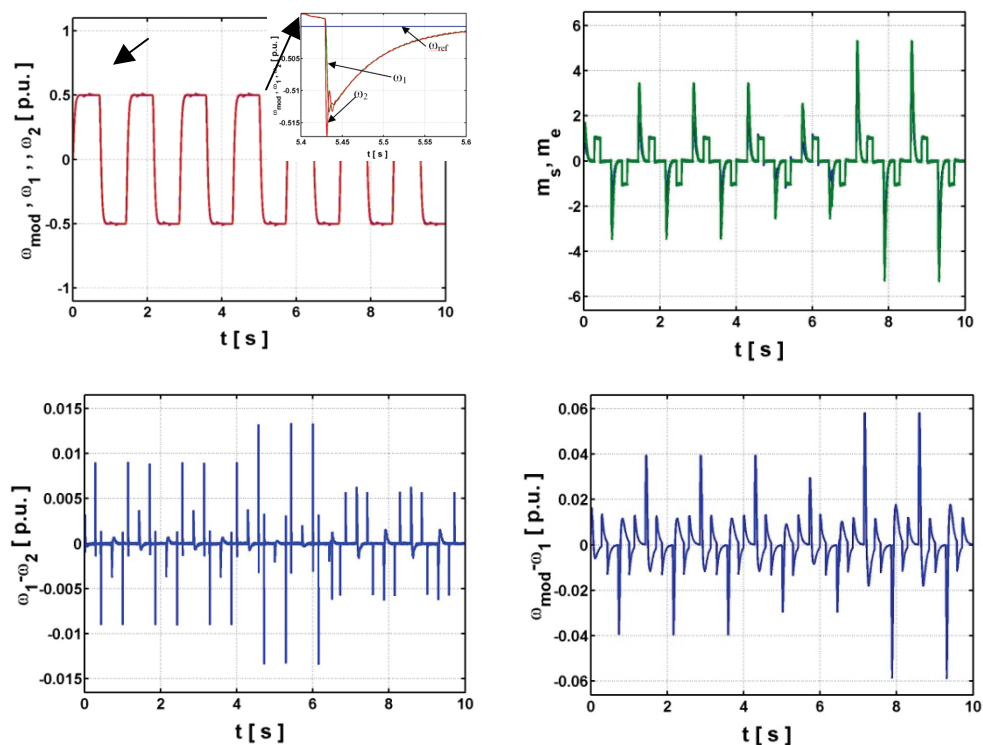 ω_mod , ω_1 , , ω_2 [ p.u. ]
1
0.5
0
-0.5
-1
0 2 4 6 8 10
t [ s ]
ω_mod , ω_1 , ω_2 [ p.u. ]
-0.505
-0.51
-0.515
ω_ref
ω_1
ω_2
5.4 5.45 5.5 5.55 5.6
t [ s ]
m_s, m_e
6
4
2
0
-2
-4
-6
0 2 4 6 8 10
t [ s ]
ω_1-ω_2 [ p.u. ]
0.015
0.01
0.005
0
-0.005
-0.01
-0.015
0 2 4 6 8 10
t [ s ]
ω_mod-ω_1 [ p.u. ]
0.06
0.04
0.02
0
-0.02
-0.04
-0.06
0 2 4 6 8 10
t [ s ]